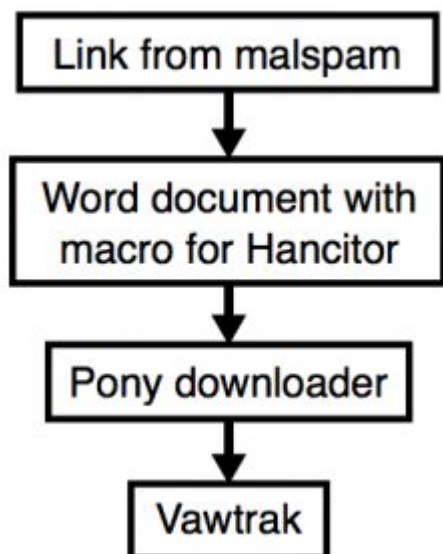 Link from malspam
Word document with
macro for Hancitor
Pony downloader
Vawtrak